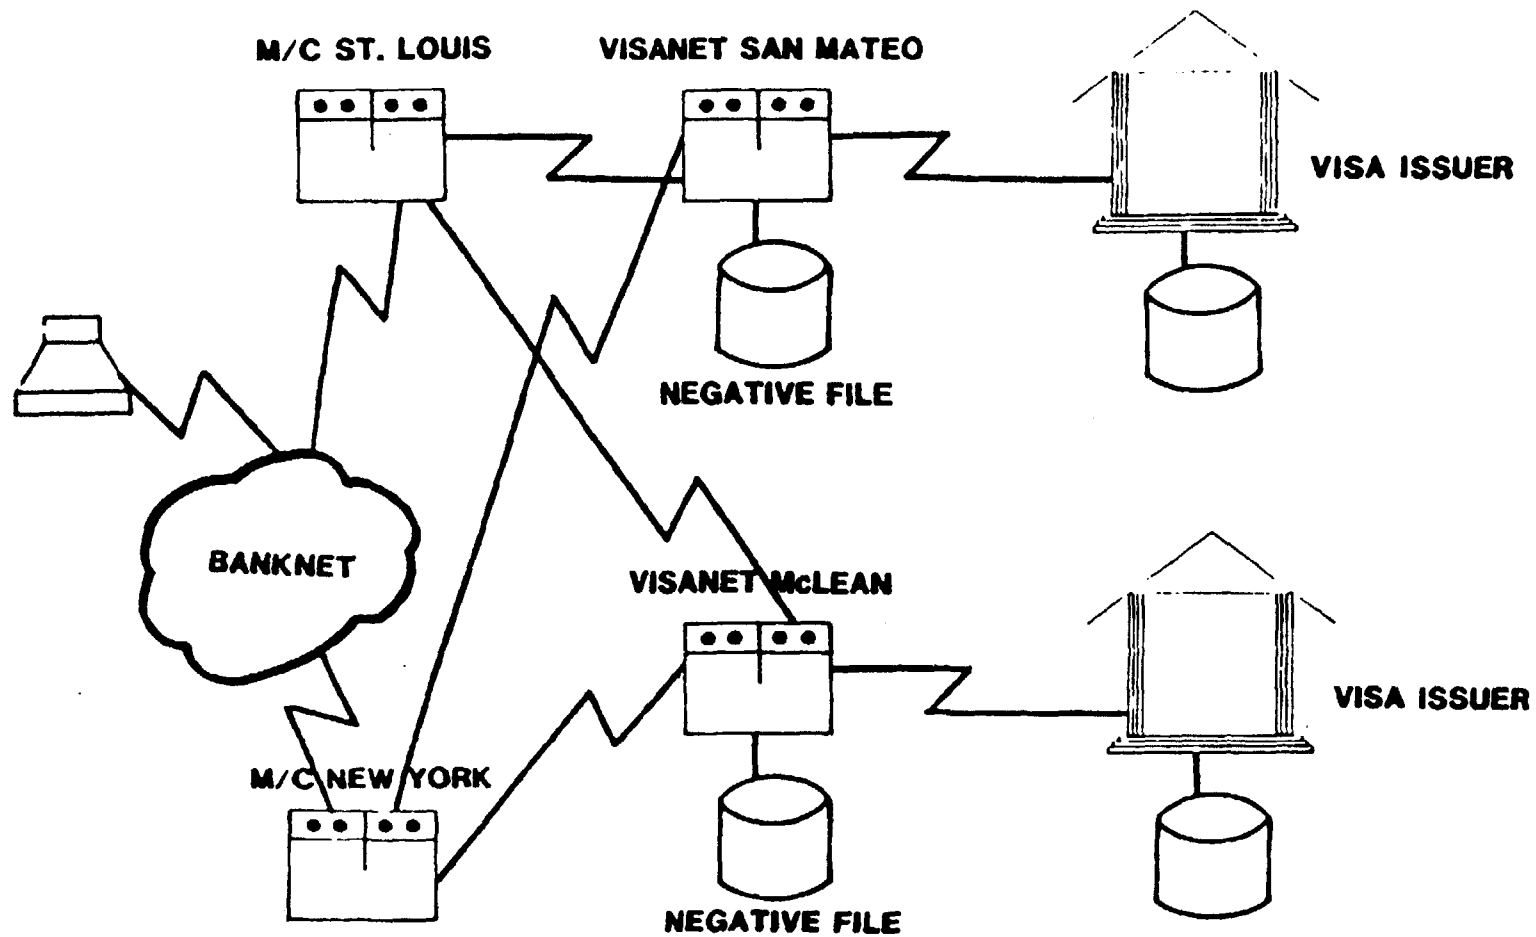 M/C ST. LOUIS
VISANET SAN MATEO
VISA ISSUER
NEGATIVE FILE
BANKNET
VISANET McLEAN
VISA ISSUER
M/C NEW YORK
NEGATIVE FILE